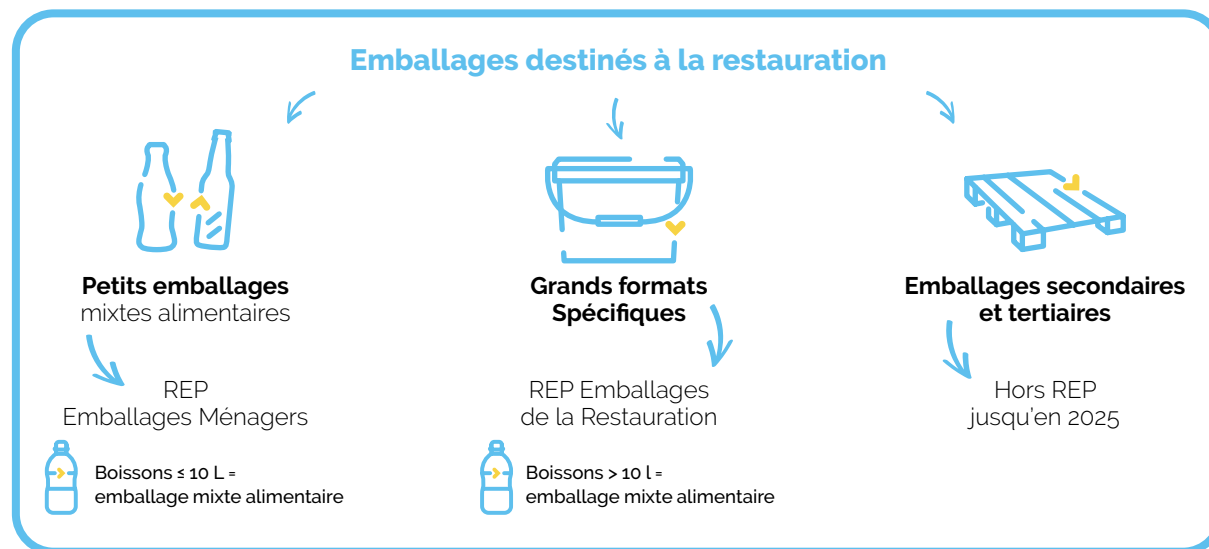 Emballages destinés à la restauration
Petits emballages
mixtes alimentaires
REP
Emballages Ménagers
Boissons ≤ 10 L =
emballage mixte alimentaire
Grands formats
Spécifiques
REP Emballages
de la Restauration
Boissons > 10 l =
emballage mixte alimentaire
Emballages secondaires
et tertiaires
Hors REP
jusqu'en 2025